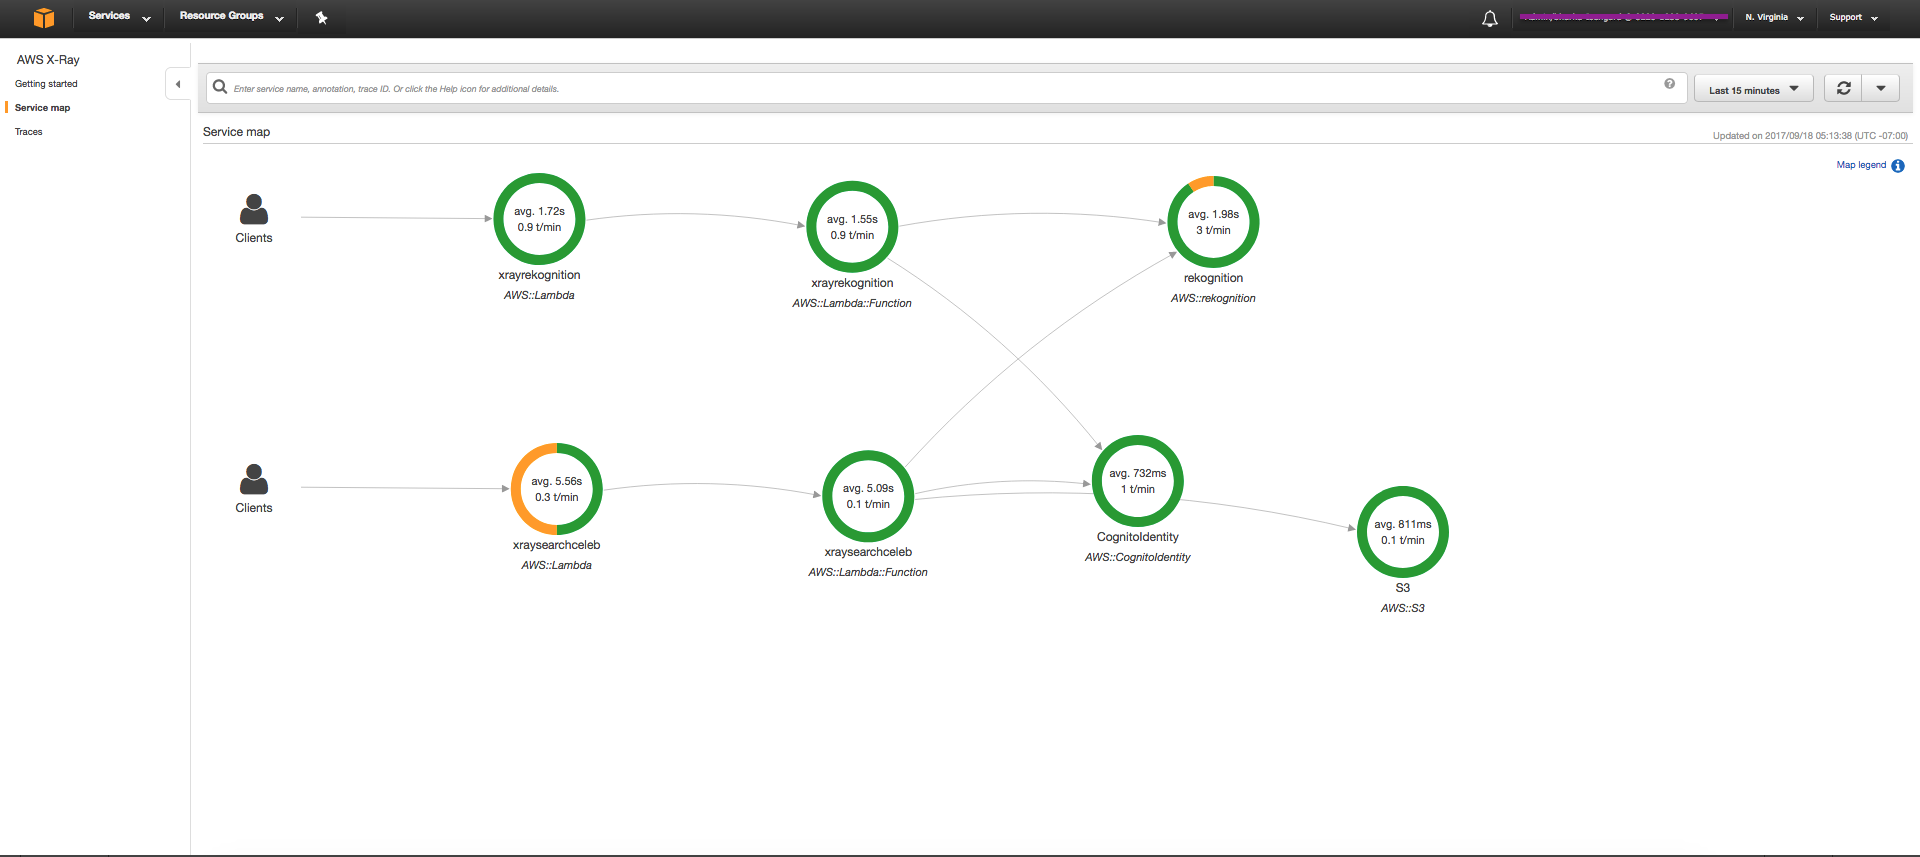 Services
Resource Groups
N. Virginia
Support
AWS X-Ray
Getting started
Service map
Traces
Enter service name, annotation, trace ID. Or click the Help icon for additional details.
?
Last 15 minutes
Service map
Updated on 2017/09/18 05:13:38 (UTC -07:00)
Map legend i
Clients
avg. 1.72s
0.9 t/min
xrayrekognition
AWS::Lambda
avg. 1.55s
0.9 t/min
xrayrekognition
AWS::Lambda::Function
avg. 1.98s
3 t/min
rekognition
AWS::rekognition
Clients
avg. 5.56s
0.3 t/min
xraysearchceleb
AWS::Lambda
avg. 5.09s
0.1 t/min
xraysearchceleb
AWS::Lambda::Function
avg. 732ms
1 t/min
CognitoIdentity
AWS::CognitoIdentity
avg. 811ms
0.1 t/min
S3
AWS::S3